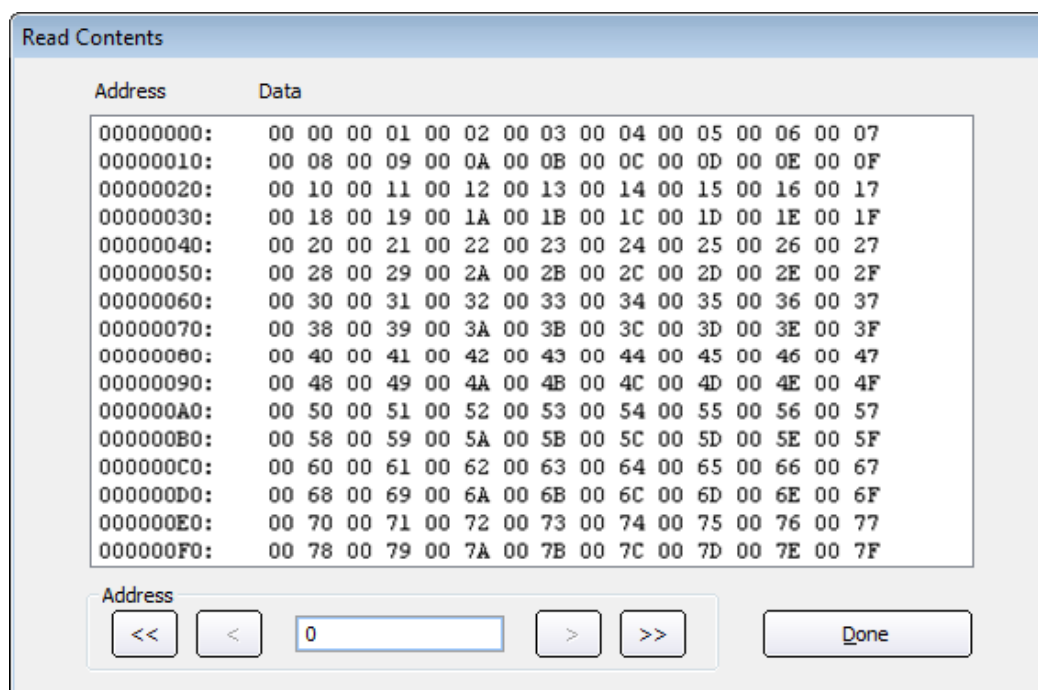 Read Contents
Address Data
00000000: 00 00 00 01 00 02 00 03 00 04 00 05 00 06 00 07
00000010: 00 08 00 09 00 0A 00 0B 00 0C 00 0D 00 0E 00 0F
00000020: 00 10 00 11 00 12 00 13 00 14 00 15 00 16 00 17
00000030: 00 18 00 19 00 1A 00 1B 00 1C 00 1D 00 1E 00 1F
00000040: 00 20 00 21 00 22 00 23 00 24 00 25 00 26 00 27
00000050: 00 28 00 29 00 2A 00 2B 00 2C 00 2D 00 2E 00 2F
00000060: 00 30 00 31 00 32 00 33 00 34 00 35 00 36 00 37
00000070: 00 38 00 39 00 3A 00 3B 00 3C 00 3D 00 3E 00 3F
00000080: 00 40 00 41 00 42 00 43 00 44 00 45 00 46 00 47
00000090: 00 48 00 49 00 4A 00 4B 00 4C 00 4D 00 4E 00 4F
000000A0: 00 50 00 51 00 52 00 53 00 54 00 55 00 56 00 57
000000B0: 00 58 00 59 00 5A 00 5B 00 5C 00 5D 00 5E 00 5F
000000C0: 00 60 00 61 00 62 00 63 00 64 00 65 00 66 00 67
000000D0: 00 68 00 69 00 6A 00 6B 00 6C 00 6D 00 6E 00 6F
000000E0: 00 70 00 71 00 72 00 73 00 74 00 75 00 76 00 77
000000F0: 00 78 00 79 00 7A 00 7B 00 7C 00 7D 00 7E 00 7F
Address
<< < 0 > >> Done